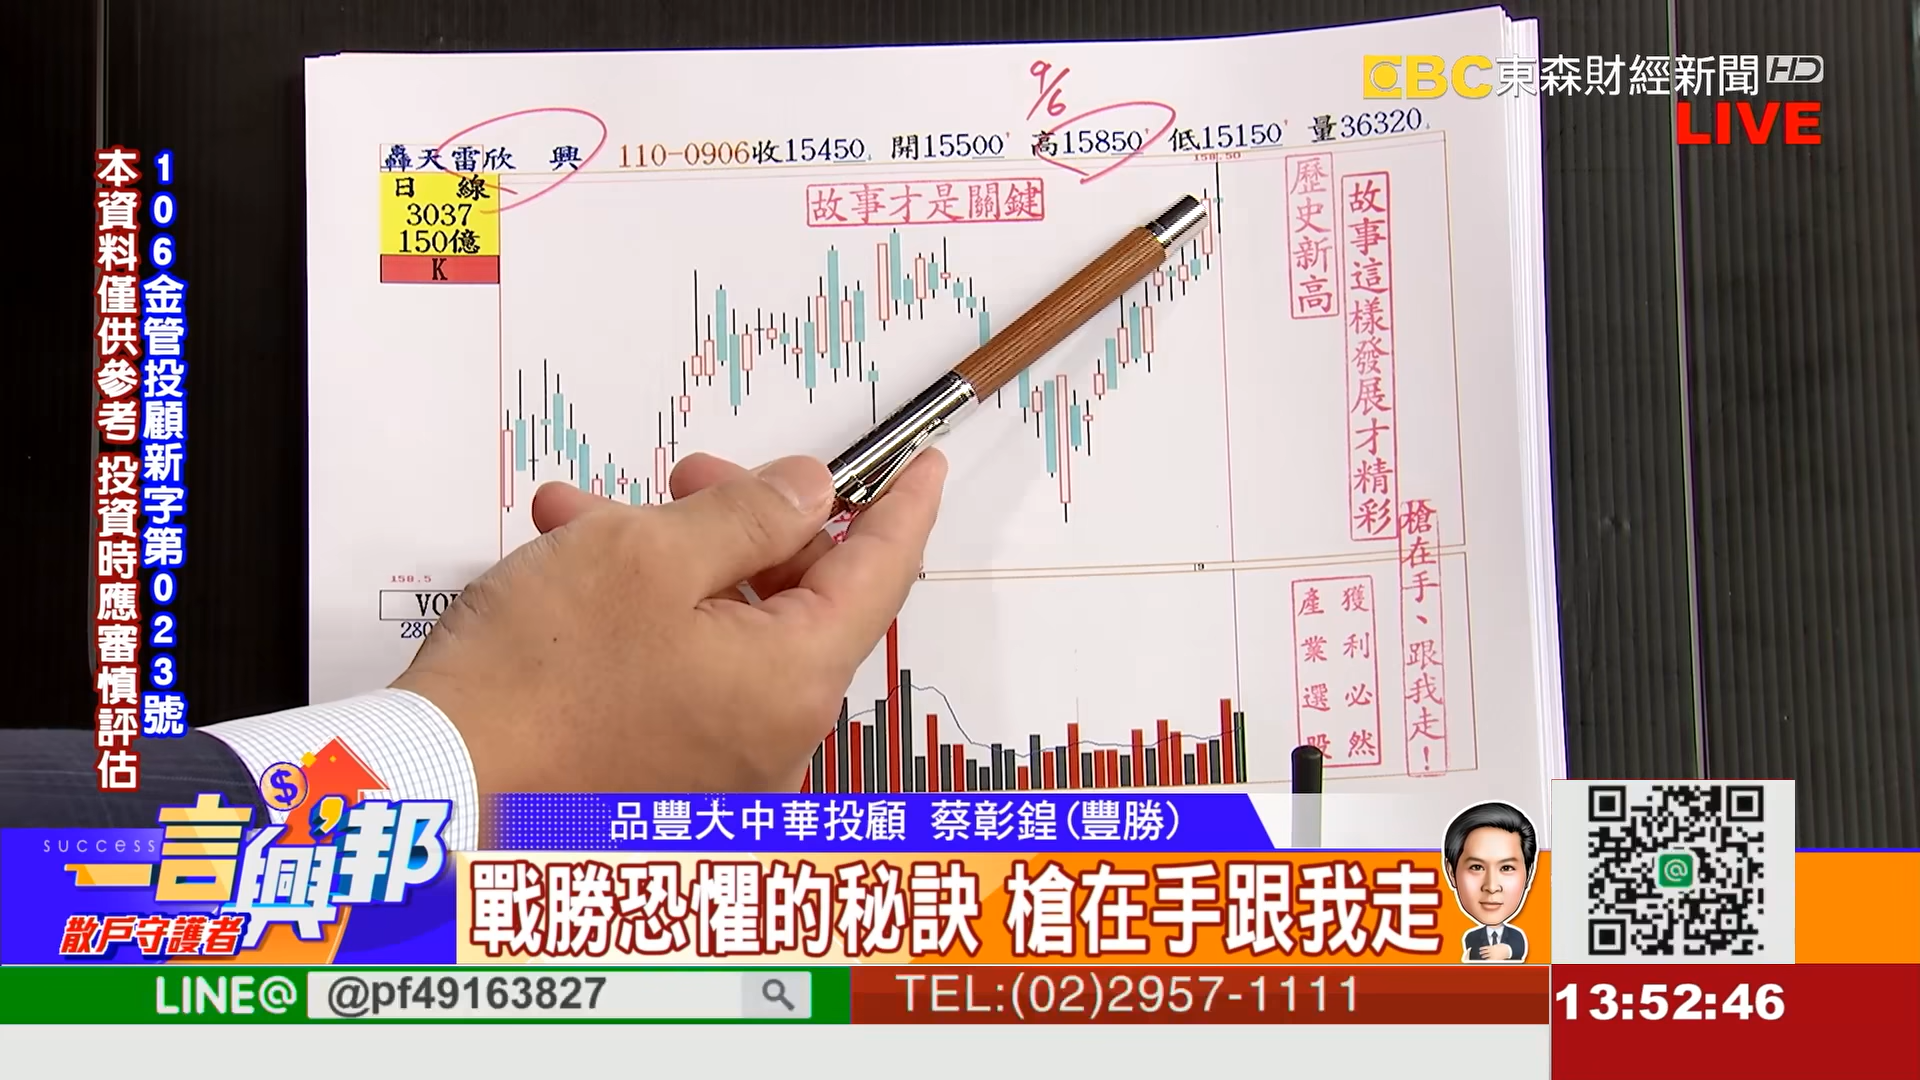 EBC東森財經新聞HD
LIVE
9/6
轟天雷欣 興 110-0906收15450 開15500 高15850 低15150 量36320
158.50
日 線
3037
150億
K
故事才是關鍵
歷史新高
故事這樣發展才精彩
槍在手、跟我走！
獲利必然
產業選股
158.5
9
106金管投顧新字第023號
本資料僅供參考 投資時應審慎評估
success
一言興邦
散戶守護者
品豐大中華投顧 蔡彰鍠(豐勝)
戰勝恐懼的秘訣 槍在手跟我走
LINE@ @pf49163827
TEL:(02)2957-1111
13:52:46